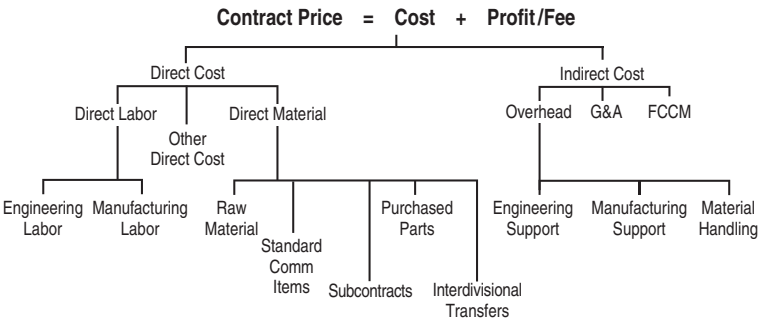 Contract Price = Cost + Profit/Fee
Direct Cost
Indirect Cost
Direct Labor
Other
Direct Cost
Direct Material
Overhead
G&A
FCCM
Engineering
Labor
Manufacturing
Labor
Raw
Material
Standard
Comm
Items
Subcontracts
Purchased
Parts
Interdivisional
Transfers
Engineering
Support
Manufacturing
Support
Material
Handling